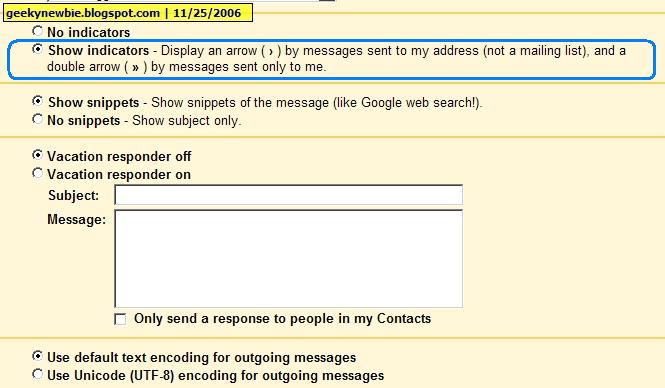 geekynewbie.blogspot.com | 11/25/2006
No indicators
Show indicators - Display an arrow ( › ) by messages sent to my address (not a mailing list), and a
double arrow ( » ) by messages sent only to me.
Show snippets - Show snippets of the message (like Google web search!).
No snippets - Show subject only.
Vacation responder off
Vacation responder on
Subject:
Message:
Only send a response to people in my Contacts
Use default text encoding for outgoing messages
Use Unicode (UTF-8) encoding for outgoing messages